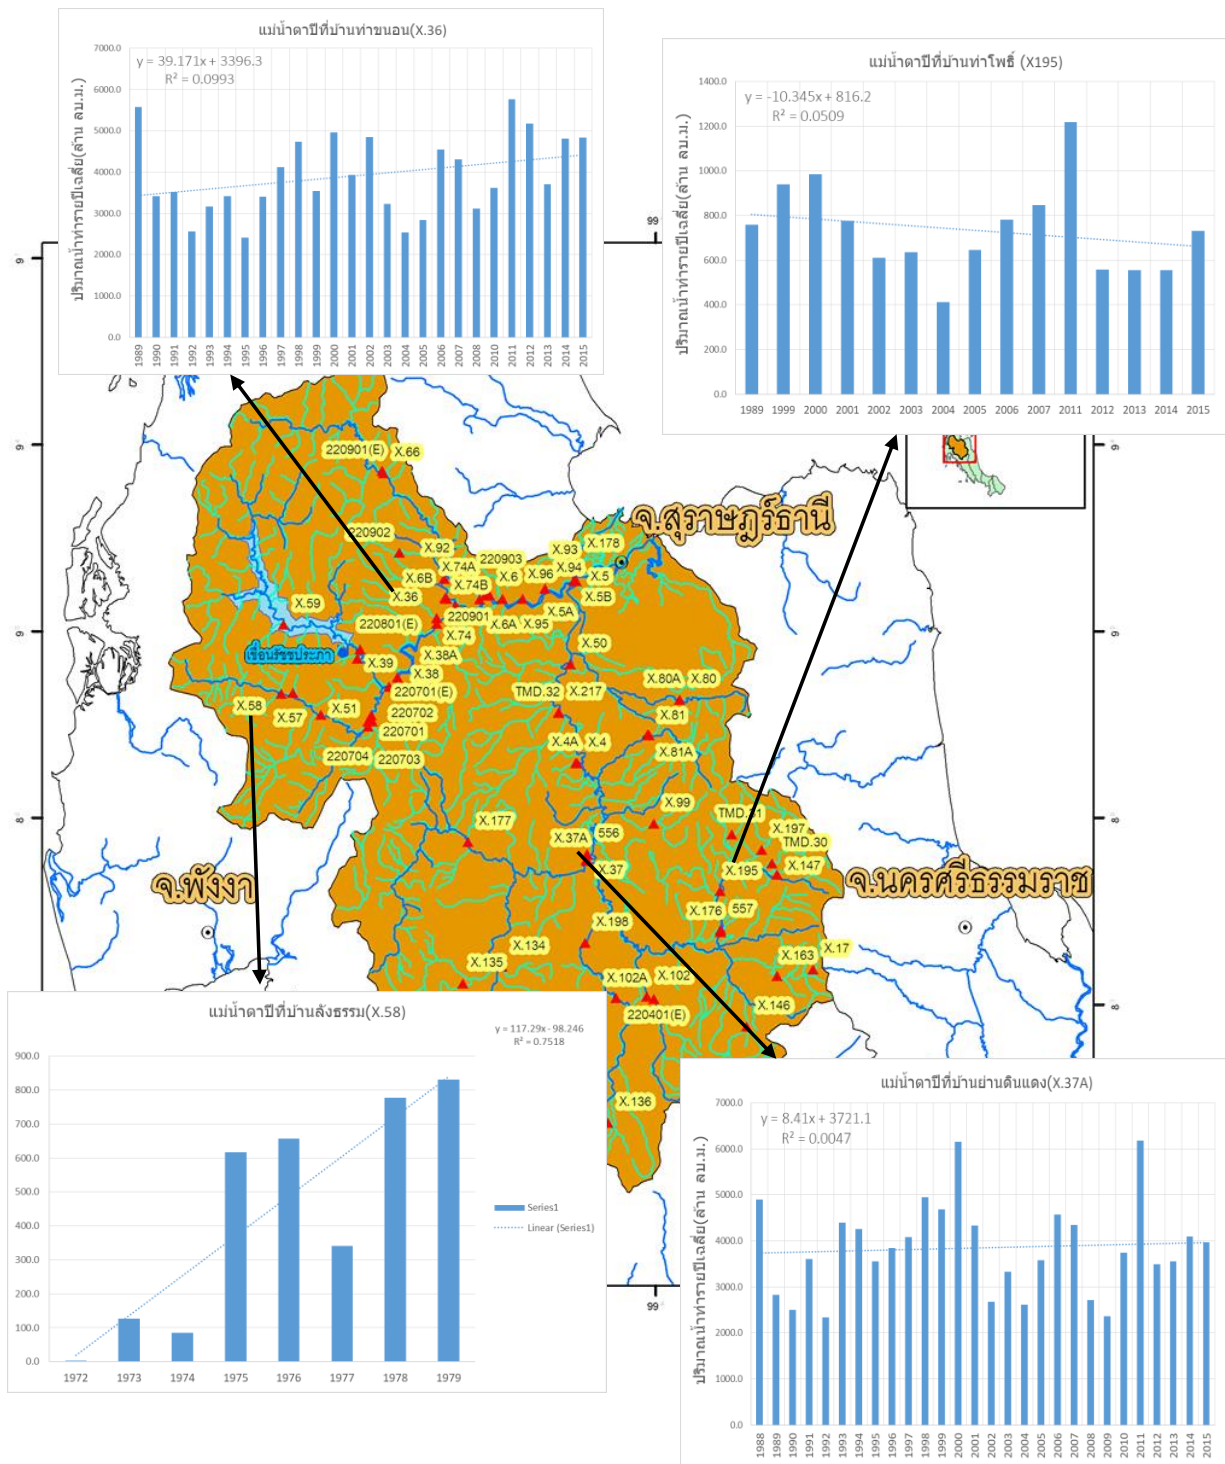 แม่น้ำตาปีที่บ้านท่าขนอน(X.36)
y = 39.171x + 3396.3
R² = 0.0993
ปริมาณน้ำท่ารายปีเฉลี่ย(ล้าน ลบ.ม.)
7000.0
6000.0
5000.0
4000.0
3000.0
2000.0
1000.0
0.0
1989 1990 1991 1992 1993 1994 1995 1996 1997 1998 1999 2000 2001 2002 2003 2004 2005 2006 2007 2008 2010 2011 2012 2013 2014 2015
แม่น้ำตาปีที่บ้านท่าโพธิ์ (X195)
y = -10.345x + 816.2
R² = 0.0509
ปริมาณน้ำท่ารายปีเฉลี่ย(ล้าน ลบ.ม.)
1400.0
1200.0
1000.0
800.0
600.0
400.0
200.0
0.0
1989 1999 2000 2001 2002 2003 2004 2005 2006 2007 2011 2012 2013 2014 2015
99
9
9
9
9
8
8
8
8
99
220901(E) X.66
จ.สุราษฎร์ธานี
220902
X.92
220903
X.93
X.178
X.74A
X.6B
X.74B
X.6
X.96
X.94
X.5
X.36
X.5B
X.59
220801(E)
220901
X.6A
X.95
X.5A
X.74
X.50
เขื่อนรัชชประภา
X.39
X.38A
X.38
X.80A X.80
220701(E)
TMD.32 X.217
X.58
X.57
X.51
220702
220701
X.81
X.4A X.4
X.81A
220704 220703
X.99
X.177
TMD.31
X.197
TMD.30
X.37A
556
X.37
X.195
X.147
จ.พังงา
จ.นครศรีธรรมราช
X.176 557
X.198
X.134
X.135
X.163
X.17
X.102A
X.102
X.146
220401(E)
X.136
แม่น้ำตาปีที่บ้านลังธรรม(X.58)
y = 117.29x - 98.246
R² = 0.7518
900.0
800.0
700.0
600.0
500.0
400.0
300.0
200.0
100.0
0.0
1972 1973 1974 1975 1976 1977 1978 1979
Series1
Linear (Series1)
แม่น้ำตาปีที่บ้านย่านดินแดง(X.37A)
y = 8.41x + 3721.1
R² = 0.0047
ปริมาณน้ำท่ารายปีเฉลี่ย(ล้าน ลบ.ม.)
7000.0
6000.0
5000.0
4000.0
3000.0
2000.0
1000.0
0.0
1988 1989 1990 1991 1992 1993 1994 1995 1996 1997 1998 1999 2000 2001 2002 2003 2004 2005 2006 2007 2008 2009 2010 2011 2012 2013 2014 2015